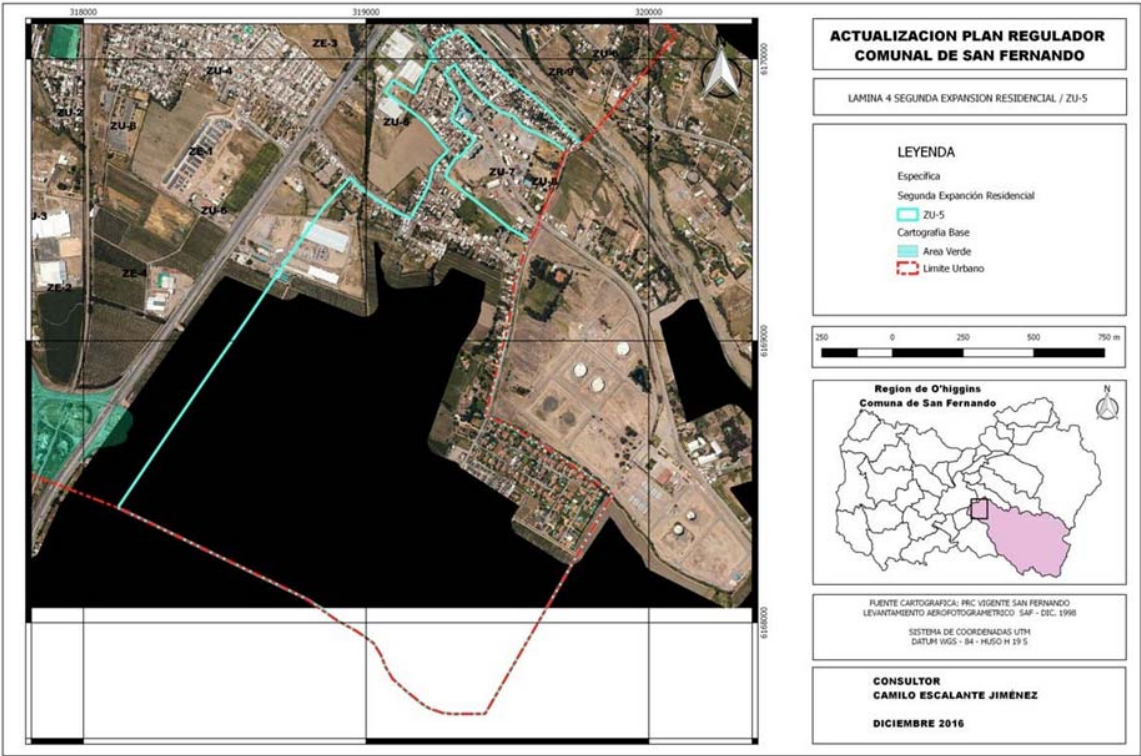 318000
319000
320000
6170000
6169000
6168000
ZE-3
ZU-6
ZU-4
ZR-9
ZU-2
ZU-8
ZU-6
ZE-1
ZU-7
ZU-8
ZU-6
J-3
ZE-4
ZE-2
ACTUALIZACION PLAN REGULADOR
COMUNAL DE SAN FERNANDO
LAMINA 4 SEGUNDA EXPANSION RESIDENCIAL / ZU-5
LEYENDA
Específica
Segunda Expanción Residencial
ZU-5
Cartografia Base
Area Verde
Limite Urbano
250 0 250 500 750 m
Region de O'higgins
Comuna de San Fernando
N
FUENTE CARTOGRAFICA: PRC VIGENTE SAN FERNANDO
LEVANTAMIENTO AEROFOTOGRAMETRICO SAF - DIC. 1998
SISTEMA DE COORDENADAS UTM
DATUM WGS - 84 - HUSO H 19 S
CONSULTOR
CAMILO ESCALANTE JIMÉNEZ
DICIEMBRE 2016